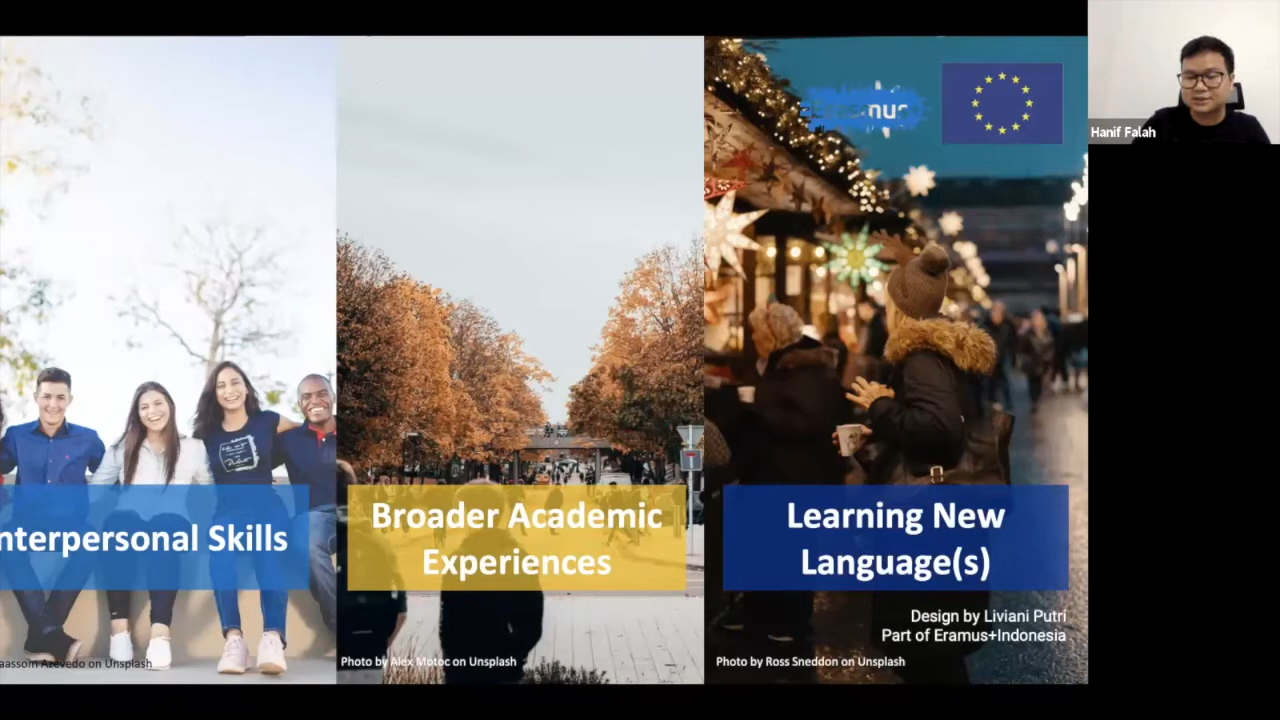 nterpersonal Skills
aassom Azevedo on Unsplash
Broader Academic
Experiences
Photo by Alex Motoc on Unsplash
Learning New
Language(s)
Design by Liviani Putri
Part of Eramus+Indonesia
Photo by Ross Sneddon on Unsplash
Hanif Falah